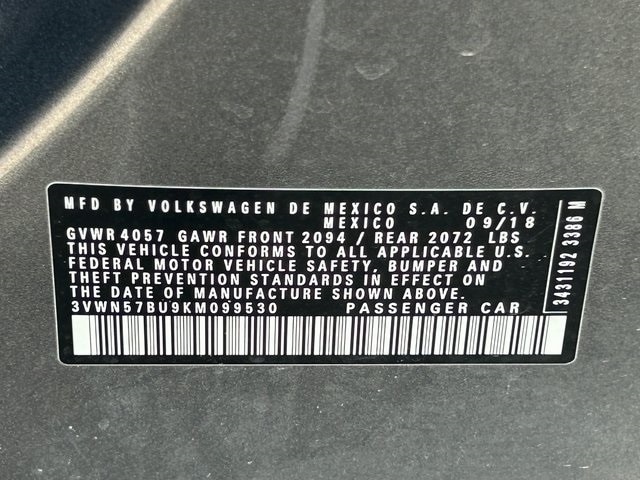 MFD BY VOLKSWAGEN DE MEXICO S.A. DE C.V.
MEXICO 09/18
GVWR 4057 GAWR FRONT 2094 / REAR 2072 LBS
THIS VEHICLE CONFORMS TO ALL APPLICABLE U.S.
FEDERAL MOTOR VEHICLE SAFETY, BUMPER AND
THEFT PREVENTION STANDARDS IN EFFECT ON
THE DATE OF MANUFACTURE SHOWN ABOVE.
3VWN57BU9KM099530 PASSENGER CAR
3431192 3386 M